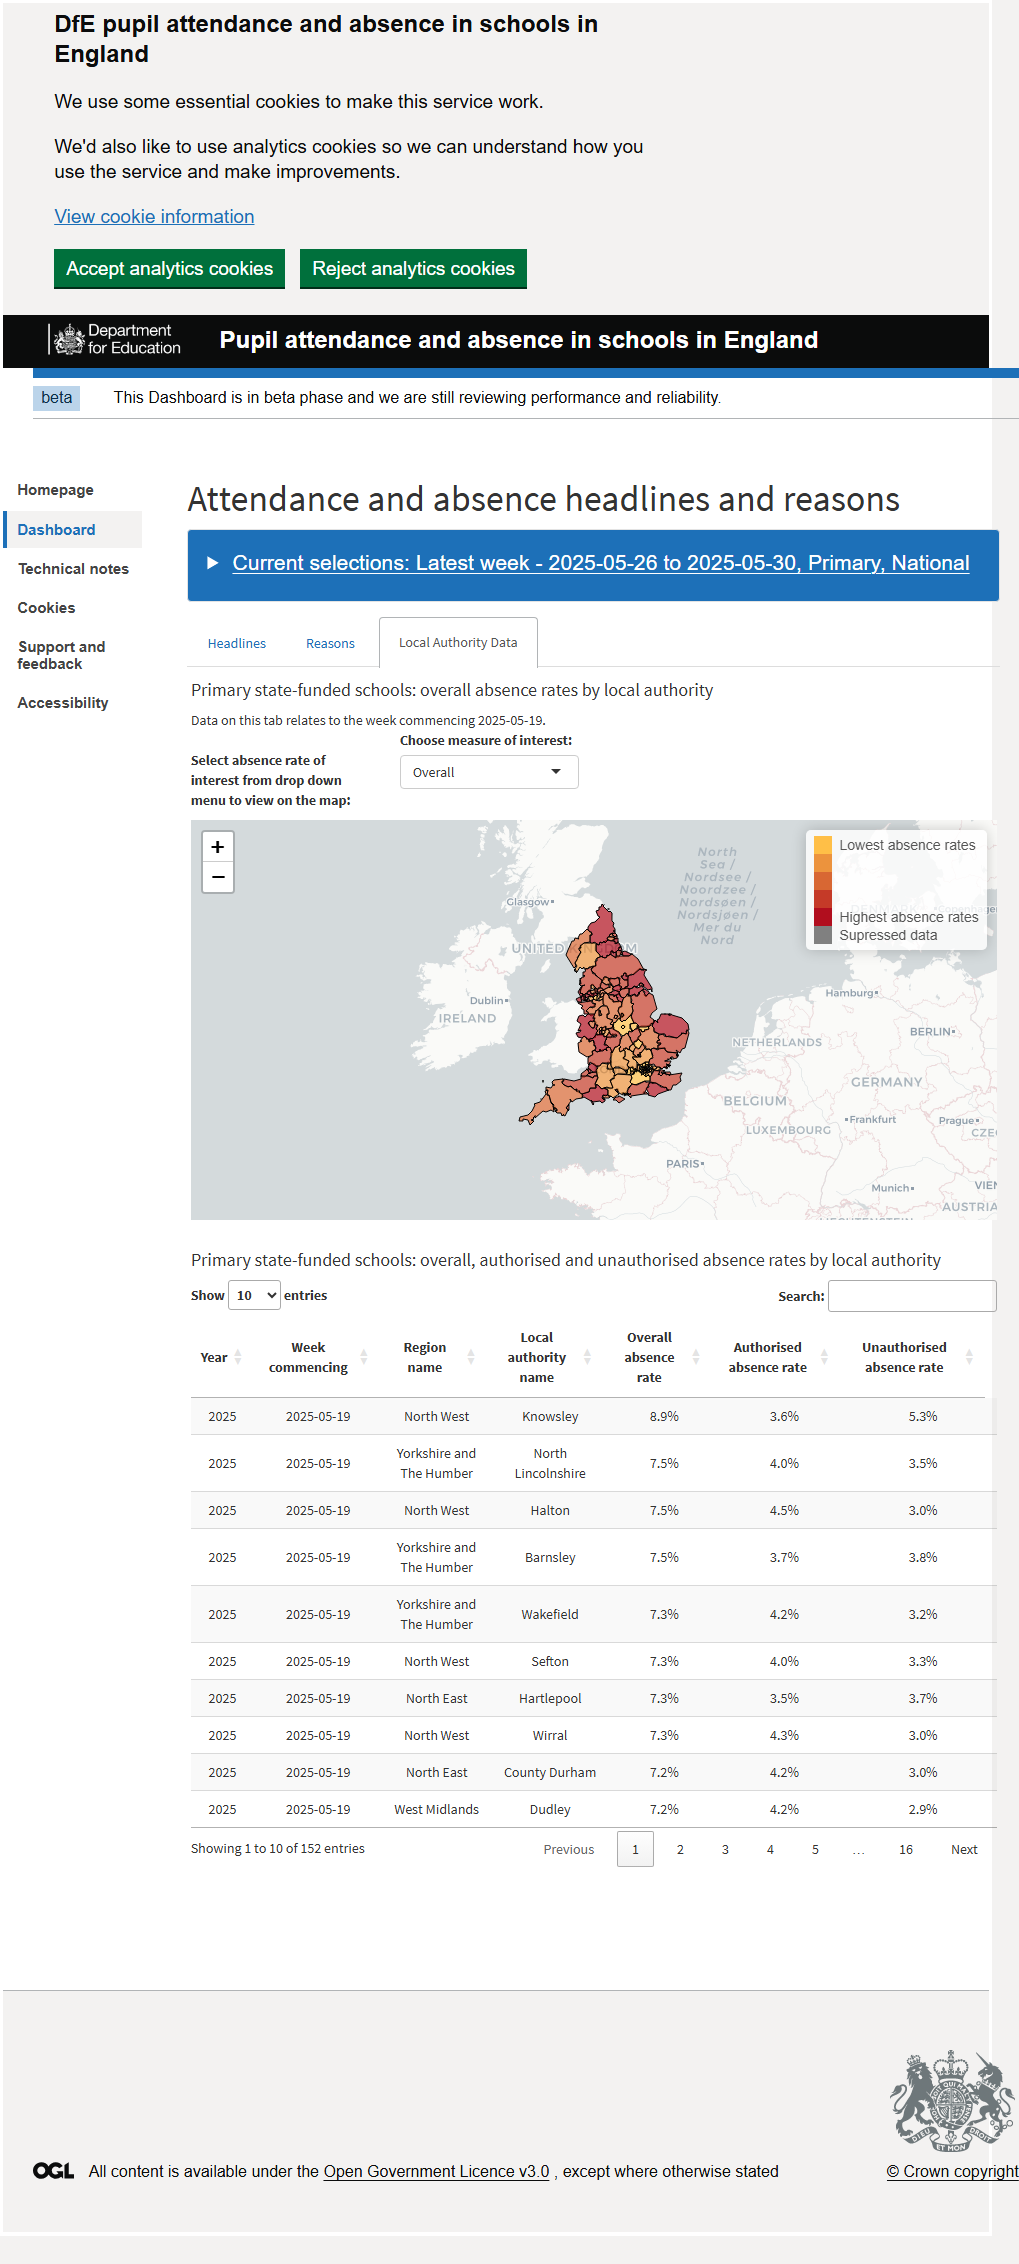 DfE pupil attendance and absence in schools in
England
We use some essential cookies to make this service work.
We'd also like to use analytics cookies so we can understand how you
use the service and make improvements.
View cookie information
Accept analytics cookies Reject analytics cookies
Department
for Education
Pupil attendance and absence in schools in England
beta This Dashboard is in beta phase and we are still reviewing performance and reliability.
Homepage
Dashboard
Technical notes
Cookies
Support and
feedback
Accessibility
Attendance and absence headlines and reasons
Current selections: Latest week - 2025-05-26 to 2025-05-30, Primary, National
Headlines Reasons Local Authority Data
Primary state-funded schools: overall absence rates by local authority
Data on this tab relates to the week commencing 2025-05-19.
Select absence rate of
interest from drop down
menu to view on the map:
Choose measure of interest:
Overall
+
−
Lowest absence rates
Highest absence rates
Supressed data
North
Sea /
Nordsee /
Noordzee /
Nordsøen /
Nordsjøen /
Mer du
Nord
Glasgow
UNITED KINGDOM
Dublin
IRELAND
Hamburg
BERLIN
NETHERLANDS
GERMANY
BELGIUM
Frankfurt
Prague
LUXEMBOURG
CZE
PARIS
Munich
VIEN
AUSTRIA
LIECHTENSTEIN
Primary state-funded schools: overall, authorised and unauthorised absence rates by local authority
Show 10 entries Search:
Year Week commencing Region name Local authority name Overall absence rate Authorised absence rate Unauthorised absence rate
2025 2025-05-19 North West Knowsley 8.9% 3.6% 5.3%
2025 2025-05-19 Yorkshire and The Humber North Lincolnshire 7.5% 4.0% 3.5%
2025 2025-05-19 North West Halton 7.5% 4.5% 3.0%
2025 2025-05-19 Yorkshire and The Humber Barnsley 7.5% 3.7% 3.8%
2025 2025-05-19 Yorkshire and The Humber Wakefield 7.3% 4.2% 3.2%
2025 2025-05-19 North West Sefton 7.3% 4.0% 3.3%
2025 2025-05-19 North East Hartlepool 7.3% 3.5% 3.7%
2025 2025-05-19 North West Wirral 7.3% 4.3% 3.0%
2025 2025-05-19 North East County Durham 7.2% 4.2% 3.0%
2025 2025-05-19 West Midlands Dudley 7.2% 4.2% 2.9%
Showing 1 to 10 of 152 entries Previous 1 2 3 4 5 … 16 Next
OGL All content is available under the Open Government Licence v3.0 , except where otherwise stated
© Crown copyright